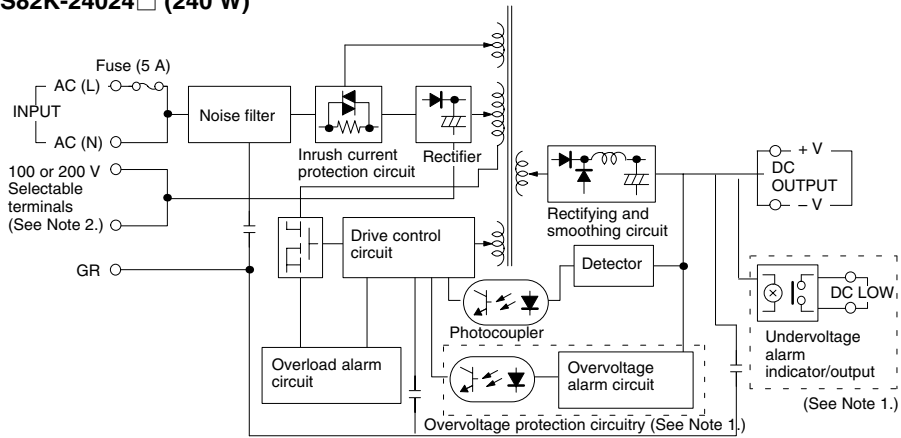 S82K-24024□ (240 W)
Fuse (5 A)
AC (L)
INPUT
AC (N)
Noise filter
Inrush current
protection circuit
Rectifier
100 or 200 V
Selectable
terminals
(See Note 2.)
GR
Drive control
circuit
Overload alarm
circuit
Photocoupler
Detector
Rectifying and
smoothing circuit
+ V
DC
OUTPUT
– V
DC LOW
Undervoltage
alarm
indicator/output
(See Note 1.)
Overvoltage
alarm circuit
Overvoltage protection circuitry (See Note 1.)